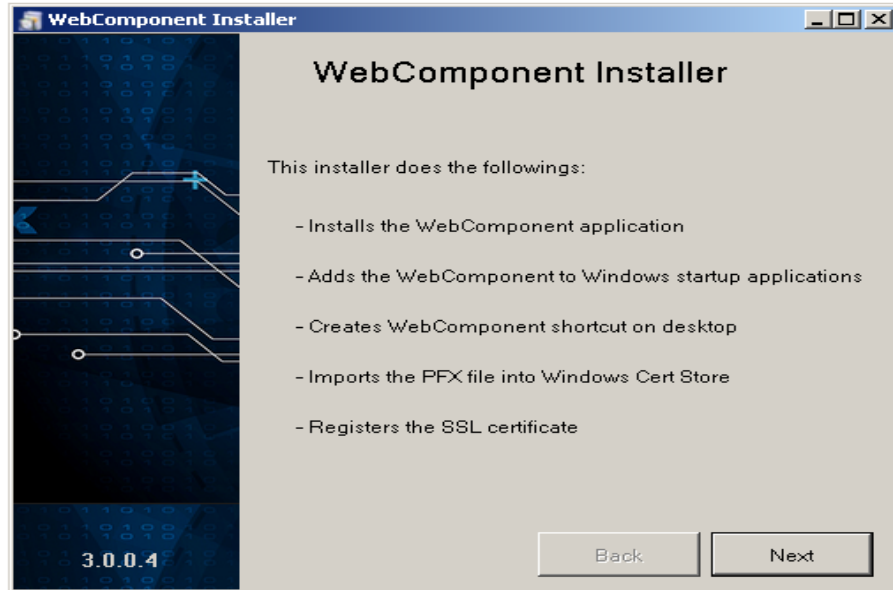 WebComponent Installer
WebComponent Installer
This installer does the followings:
- Installs the WebComponent application
- Adds the WebComponent to Windows startup applications
- Creates WebComponent shortcut on desktop
- Imports the PFX file into Windows Cert Store
- Registers the SSL certificate
3.0.0.4
Back
Next